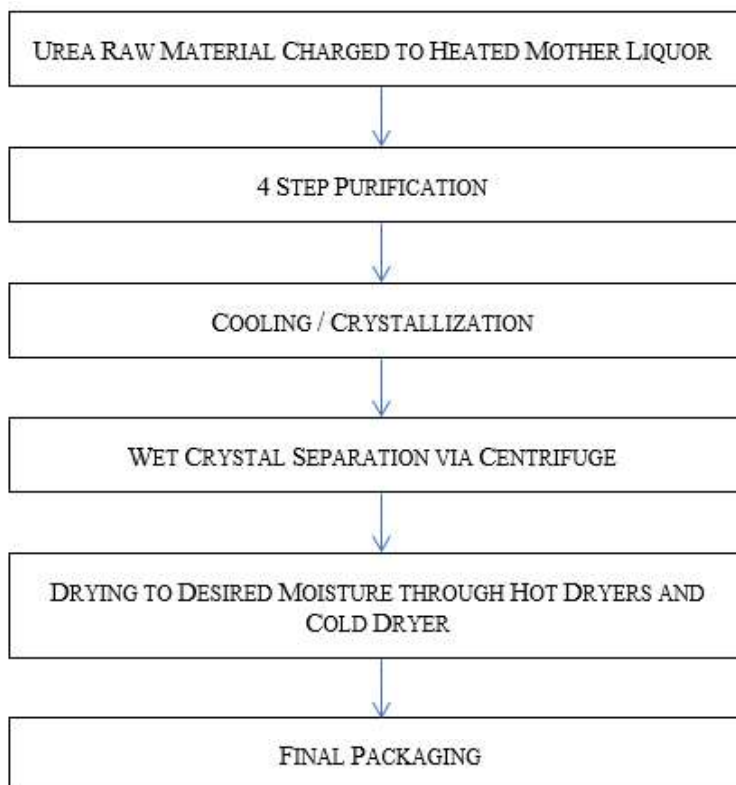 UREA RAW MATERIAL CHARGED TO HEATED MOTHER LIQUOR
4 STEP PURIFICATION
COOLING / CRYSTALLIZATION
WET CRYSTAL SEPARATION VIA CENTRIFUGE
DRYING TO DESIRED MOISTURE THROUGH HOT DRYERS AND
COLD DRYER
FINAL PACKAGING